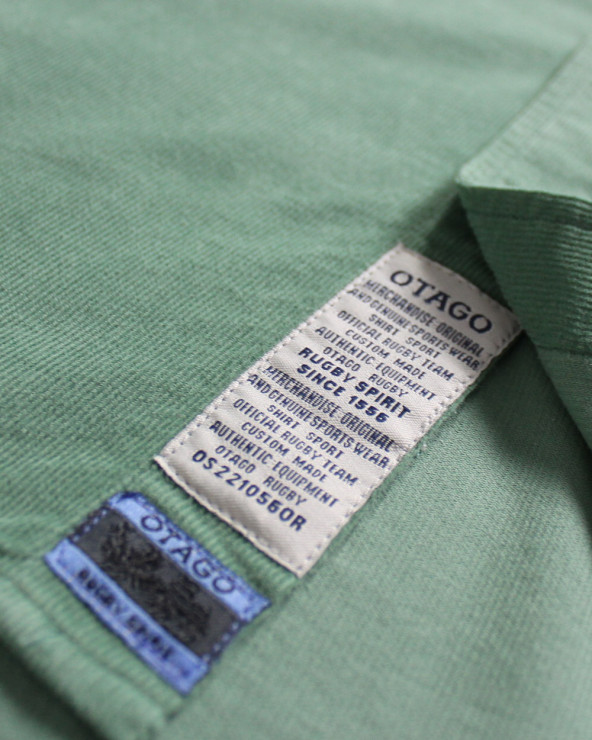 OTAGO
MERCHANDISE ORIGINAL
AND GENUINE SPORTS WEAR
SHIRT SPORT
OFFICIAL RUGBY TEAM
CUSTOM MADE
AUTHENTIC EQUIPMENT
OTAGO RUGBY
RUGBY SPIRIT
SINCE 1556
MERCHANDISE ORIGINAL
AND GENUINE SPORTS WEAR
SHIRT SPORT
OFFICIAL RUGBY TEAM
CUSTOM MADE
AUTHENTIC EQUIPMENT
OTAGO RUGBY
OS2210560R
OTAGO
RUGBY